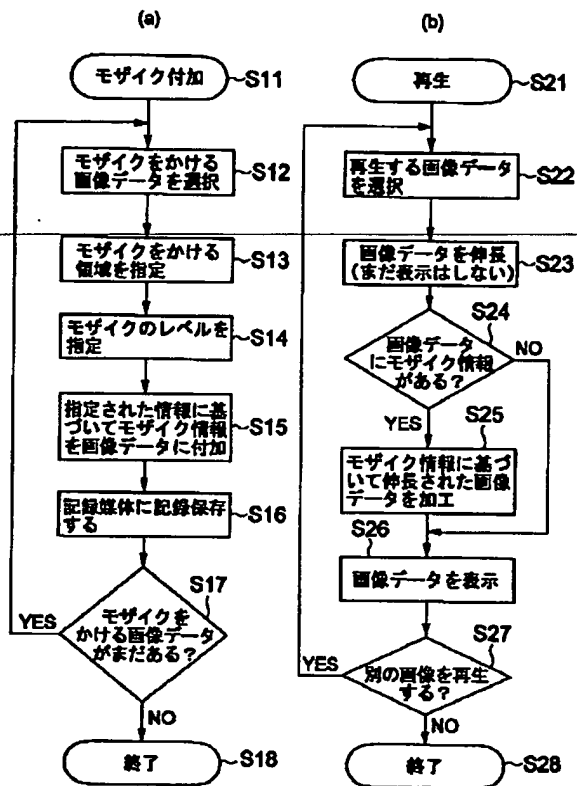 (a)
モザイク付加
S11
モザイクをかける
画像データを選択
S12
モザイクをかける
領域を指定
S13
モザイクのレベルを
指定
S14
指定された情報に基
づいてモザイク情報
を画像データに付加
S15
記録媒体に記録保存
する
S16
S17
モザイクを
かける画像データ
がまだある?
YES
NO
終了
S18
(b)
再生
S21
再生する画像データ
を選択
S22
画像データを伸長
(まだ表示はしない)
S23
S24
画像データ
にモザイク情報
がある?
NO
YES
S25
モザイク情報に基づ
いて伸長された画像
データを加工
S26
画像データを表示
S27
別の画像を再生
する?
YES
NO
終了
S28